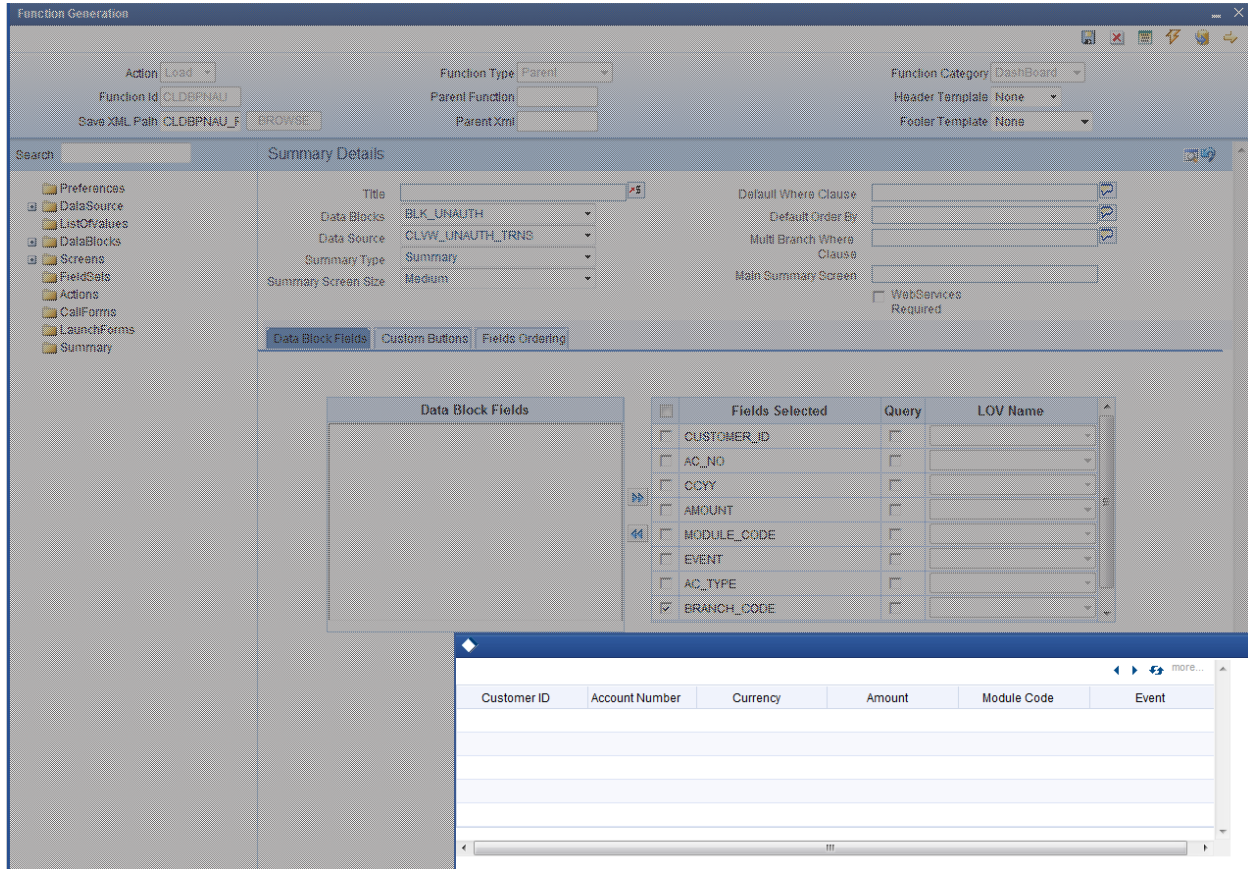 Function Generation
Action Load Function Type Parent Function Category DashBoard
Function Id CLDBPNAU Parent Function Header Template None
Save XML Path CLDBPNAU_F BROWSE Parent Xml Footer Template None
Search Summary Details
Preferences
DataSource
ListOfValues
DataBlocks
Screens
FieldSets
Actions
CallForms
LaunchForms
Summary
Title Default Where Clause
Data Blocks BLK_UNAUTH Default Order By
Data Source CLVW_UNAUTH_TRNS Multi Branch Where Clause
Summary Type Summary
Summary Screen Size Medium Main Summary Screen
WebServices
Required
Data Block Fields Custom Buttons Fields Ordering
Data Block Fields Fields Selected Query LOV Name
CUSTOMER_ID
AC_NO
CCYY
AMOUNT
MODULE_CODE
EVENT
AC_TYPE
BRANCH_CODE
more...
Customer ID Account Number Currency Amount Module Code Event